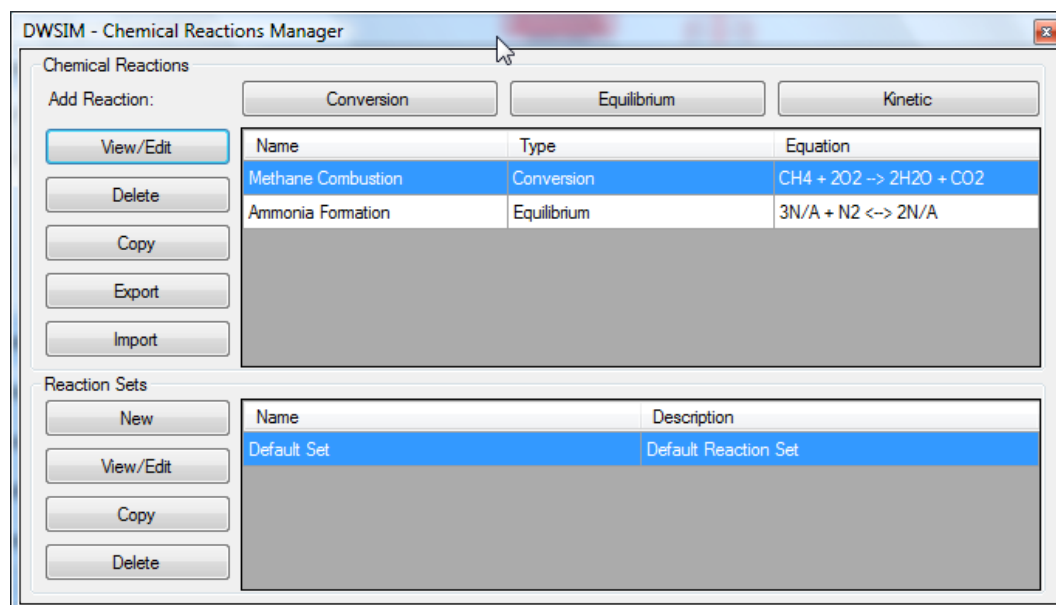 DWSIM - Chemical Reactions Manager
Chemical Reactions
Add Reaction:
Conversion
Equilibrium
Kinetic
View/Edit
Delete
Copy
Export
Import
Name Type Equation
Methane Combustion Conversion CH4 + 2O2 --> 2H2O + CO2
Ammonia Formation Equilibrium 3N/A + N2 <--> 2N/A
Reaction Sets
New
View/Edit
Copy
Delete
Name Description
Default Set Default Reaction Set